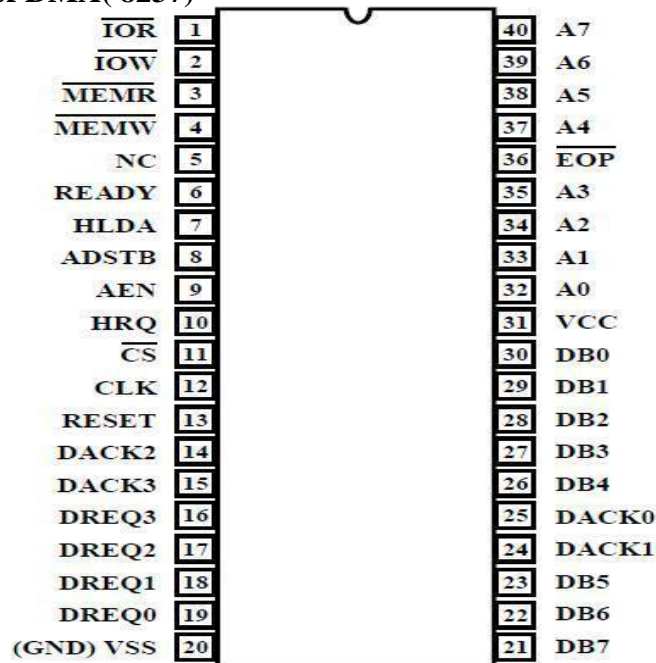 DMA( 8237)
IOR 1 40 A7
IOW 2 39 A6
MEMR 3 38 A5
MEMW 4 37 A4
NC 5 36 EOP
READY 6 35 A3
HLDA 7 34 A2
ADSTB 8 33 A1
AEN 9 32 A0
HRQ 10 31 VCC
CS 11 30 DB0
CLK 12 29 DB1
RESET 13 28 DB2
DACK2 14 27 DB3
DACK3 15 26 DB4
DREQ3 16 25 DACK0
DREQ2 17 24 DACK1
DREQ1 18 23 DB5
DREQ0 19 22 DB6
(GND) VSS 20 21 DB7